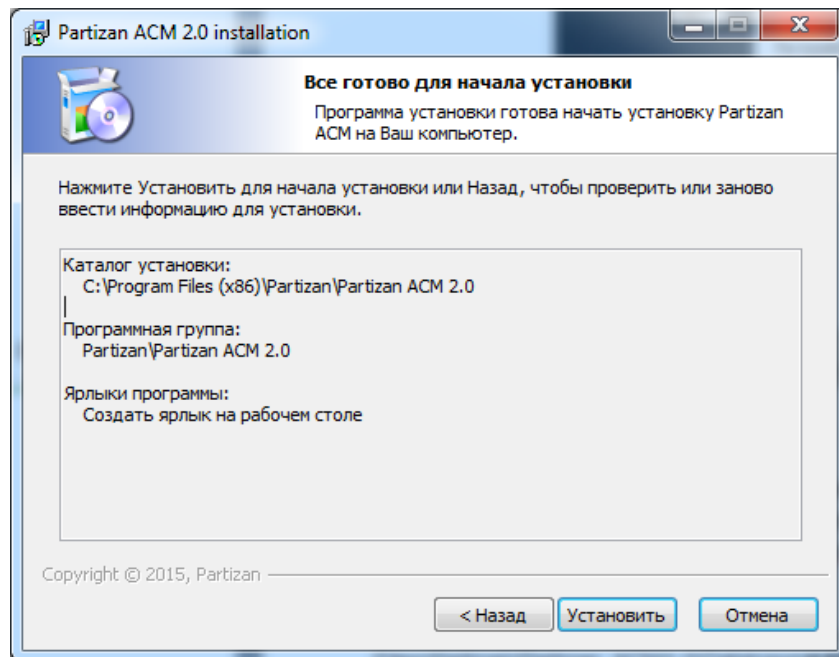 Partizan ACM 2.0 installation
Все готово для начала установки
Программа установки готова начать установку Partizan
ACM на Ваш компьютер.
Нажмите Установить для начала установки или Назад, чтобы проверить или заново
ввести информацию для установки.
Каталог установки:
C:\Program Files (x86)\Partizan\Partizan ACM 2.0
Программная группа:
Partizan\Partizan ACM 2.0
Ярлыки программы:
Создать ярлык на рабочем столе
Copyright © 2015, Partizan
< Назад
Установить
Отмена